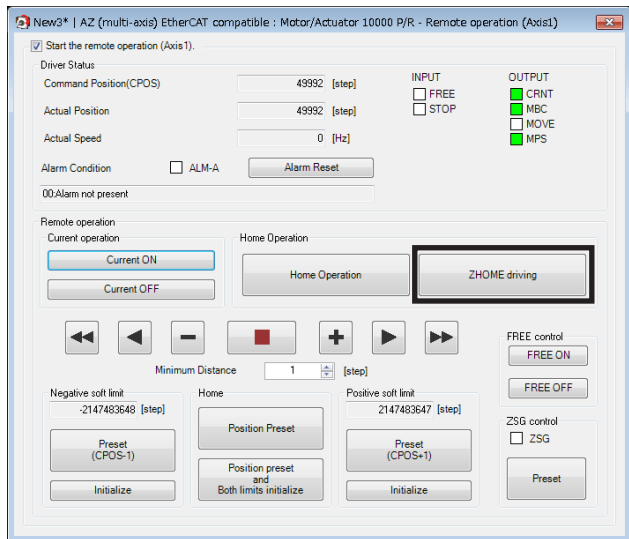 New3* | AZ (multi-axis) EtherCAT compatible : Motor/Actuator 10000 P/R - Remote operation (Axis1)
Start the remote operation (Axis1).
Driver Status
Command Position(CPOS) 49992 [step]
Actual Position 49992 [step]
Actual Speed 0 [Hz]
INPUT
FREE
STOP
OUTPUT
CRNT
MBC
MOVE
MPS
Alarm Condition ALM-A Alarm Reset
00:Alarm not present
Remote operation
Current operation
Current ON
Current OFF
Home Operation
Home Operation
ZHOME driving
Minimum Distance 1 [step]
FREE control
FREE ON
FREE OFF
Negative soft limit
-2147483648 [step]
Preset
(CPOS-1)
Initialize
Home
Position Preset
Position preset
and
Both limits initialize
Positive soft limit
2147483647 [step]
Preset
(CPOS+1)
Initialize
ZSG control
ZSG
Preset